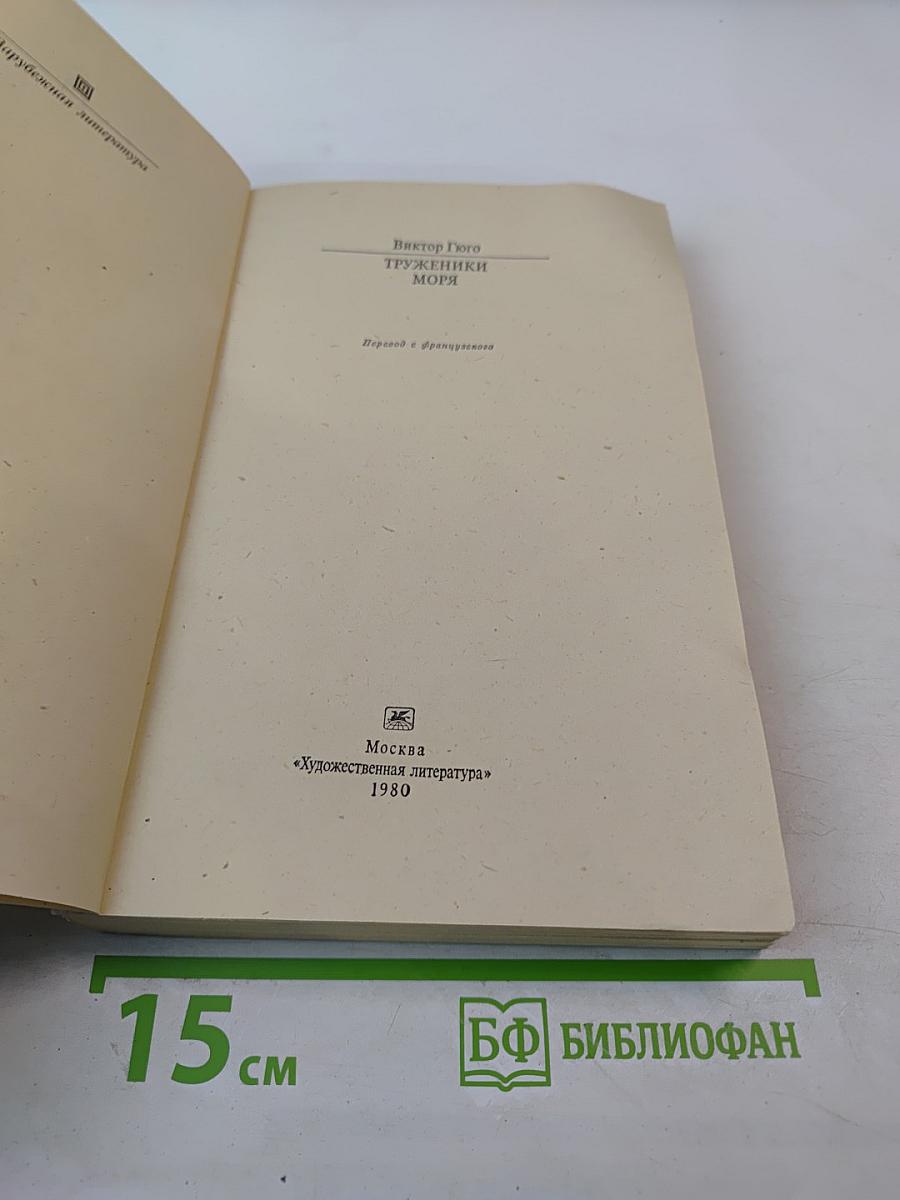 Зарубежная литература
Виктор Гюго
ТРУЖЕНИКИ
МОРЯ
Перевод с французского
Москва
«Художественная литература»
1980
15 см
БФ БИБЛИОФАН